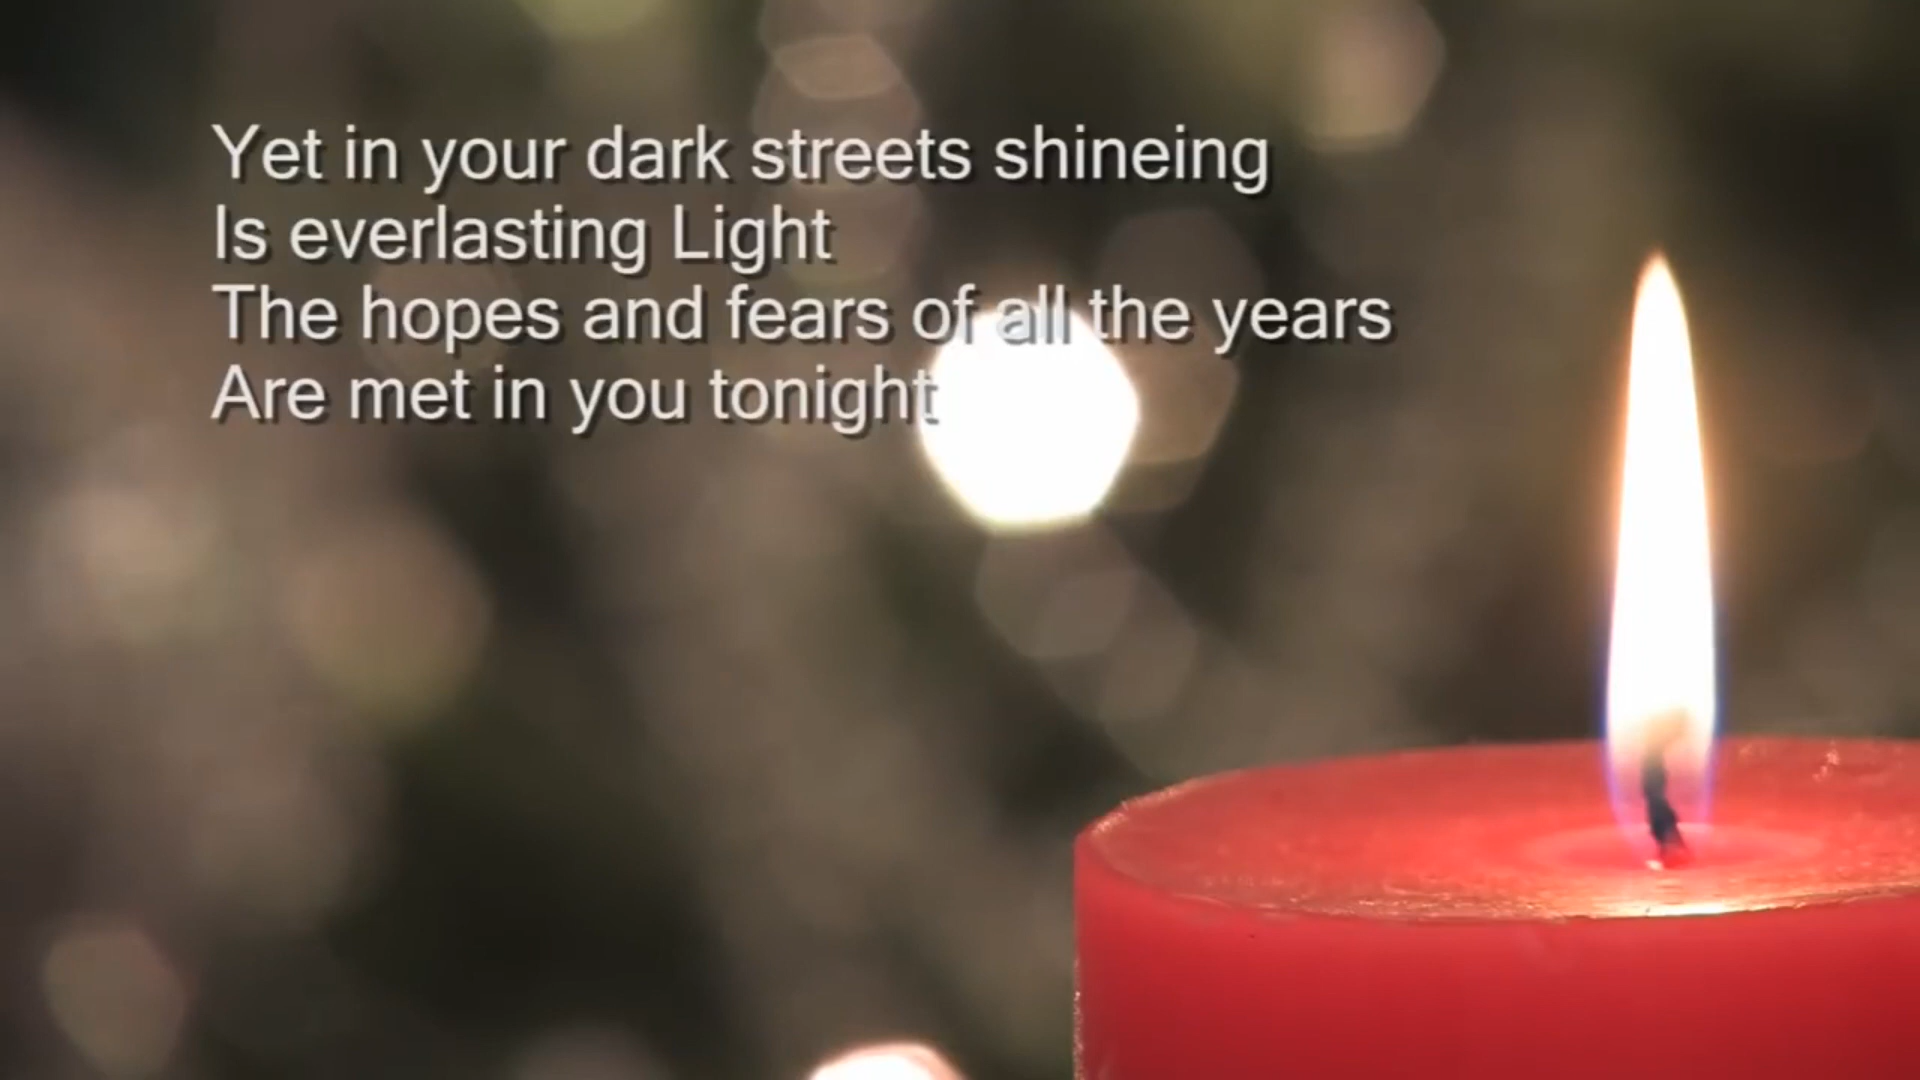 Yet in your dark streets shineing
Is everlasting Light
The hopes and fears of all the years
Are met in you tonight